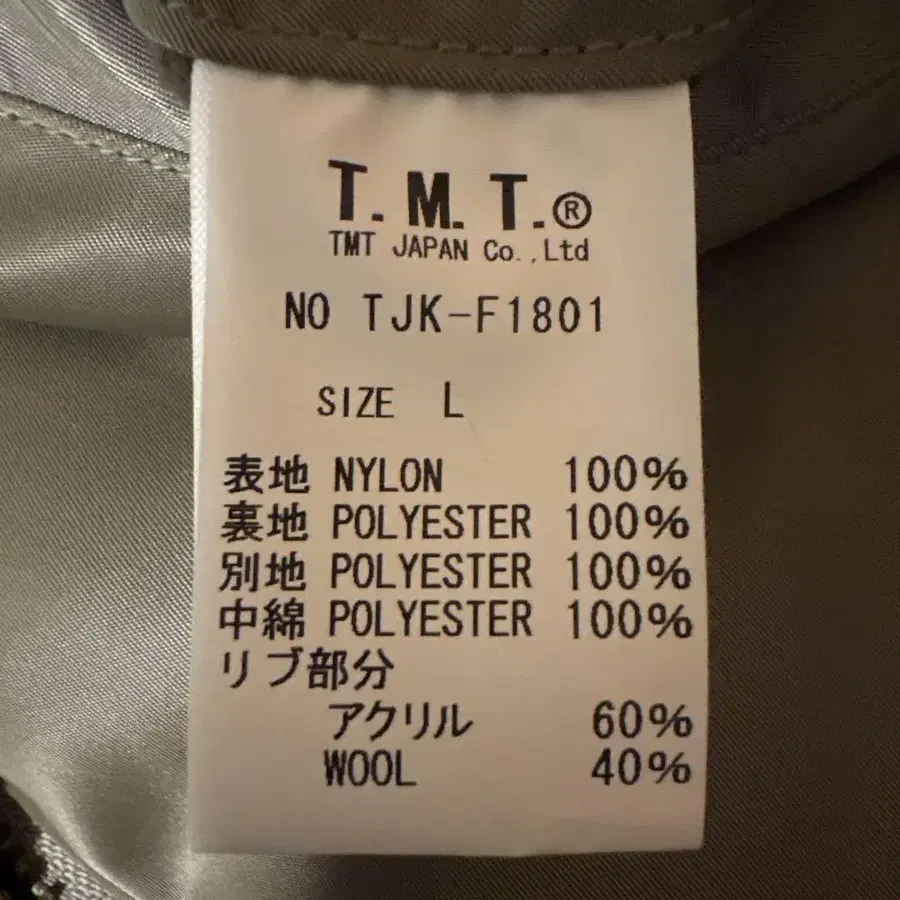 T.M.T.®
TMT JAPAN Co.,Ltd
NO TJK-F1801
SIZE L
表地 NYLON 100%
裏地 POLYESTER 100%
別地 POLYESTER 100%
中綿 POLYESTER 100%
リブ部分
アクリル 60%
WOOL 40%